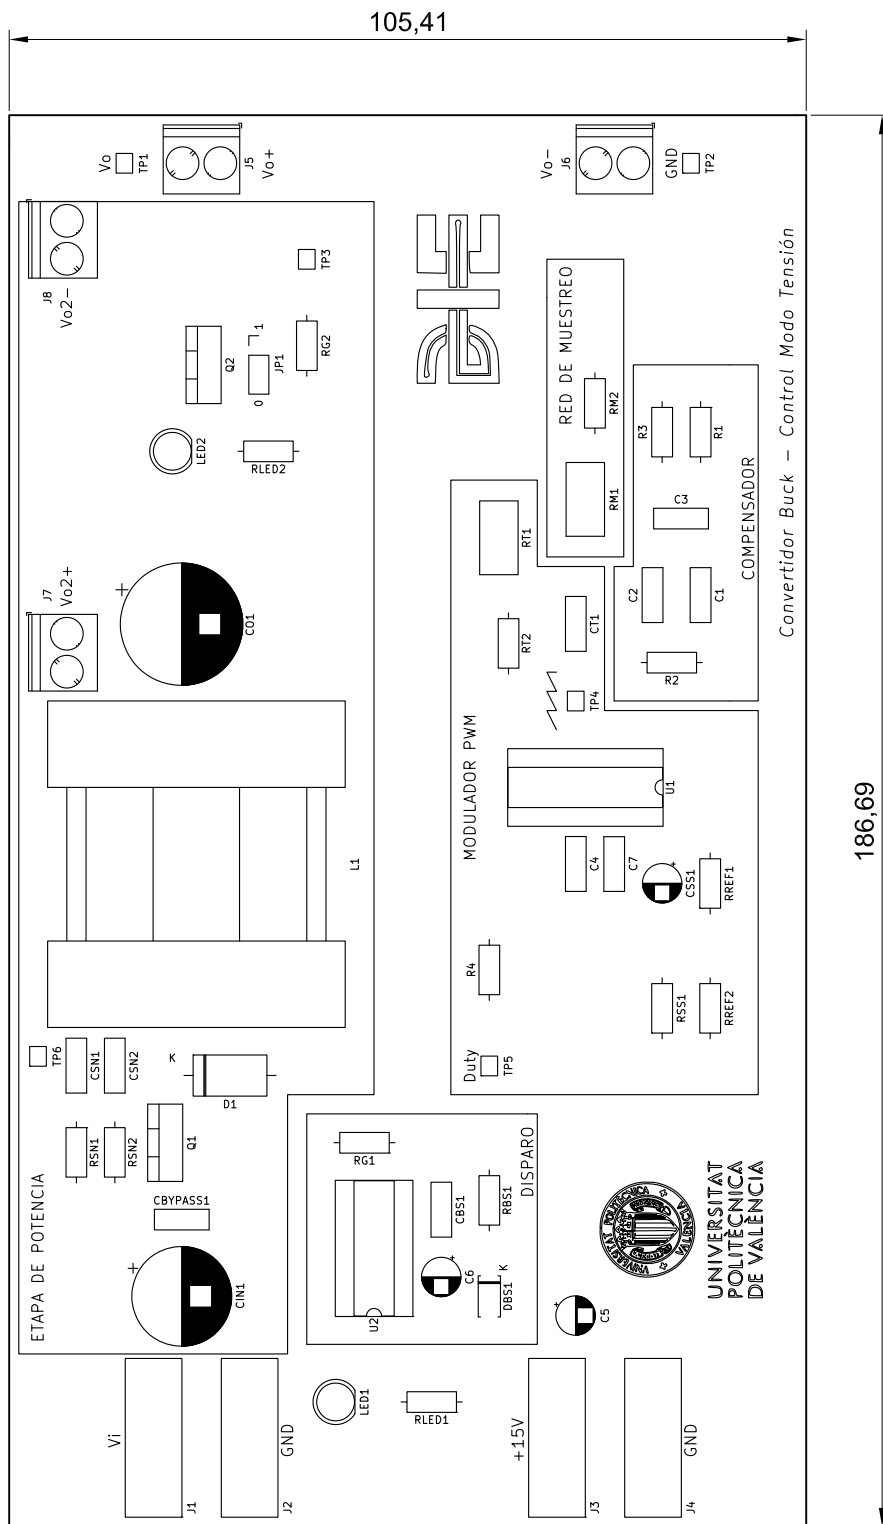 105,41
186,69
Vo
TP1
J5
Vo+
Vo-
J6
GND
TP2
J8
Vo2-
TP3
Q2
1
JP1
0
RG2
LED2
RLED2
RED DE MUESTREO
RM2
RM1
R3
R1
C3
COMPENSADOR
C2
C1
R2
Convertidor Buck – Control Modo Tensión
RT1
RT2
CT1
TP4
J7
Vo2+
+
CO1
MODULADOR PWM
U1
L1
C4
C7
+
CSS1
RREF1
R4
RSS1
RREF2
Duty
TP5
TP6
CSN1
CSN2
K
D1
RSN1
RSN2
Q1
CBYPASS1
ETAPA DE POTENCIA
+
CIN1
RG1
DISPARO
CBS1
RBS1
U2
+
C6
K
DBS1
+
C5
VNIVERSITAT POLITÈCNICA VALENCIA
UNIVERSITAT
POLITÈCNICA
DE VALÈNCIA
LED1
RLED1
Vi
J1
GND
J2
+15V
J3
GND
J4